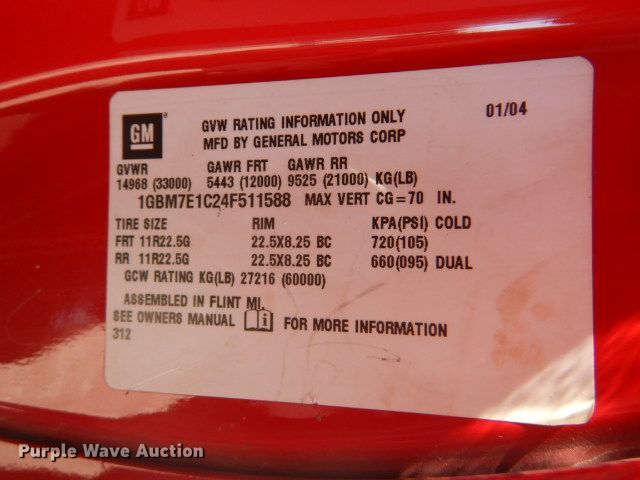 GM ®
GVW RATING INFORMATION ONLY 01/04
MFD BY GENERAL MOTORS CORP
GVWR GAWR FRT GAWR RR
14968 (33000) 5443 (12000) 9525 (21000) KG(LB)
1GBM7E1C24F511588 MAX VERT CG=70 IN.
TIRE SIZE RIM KPA(PSI) COLD
FRT 11R22.5G 22.5X8.25 BC 720(105)
RR 11R22.5G 22.5X8.25 BC 660(095) DUAL
GCW RATING KG(LB) 27216 (60000)
ASSEMBLED IN FLINT MI.
SEE OWNERS MANUAL i FOR MORE INFORMATION
312
Purple Wave Auction